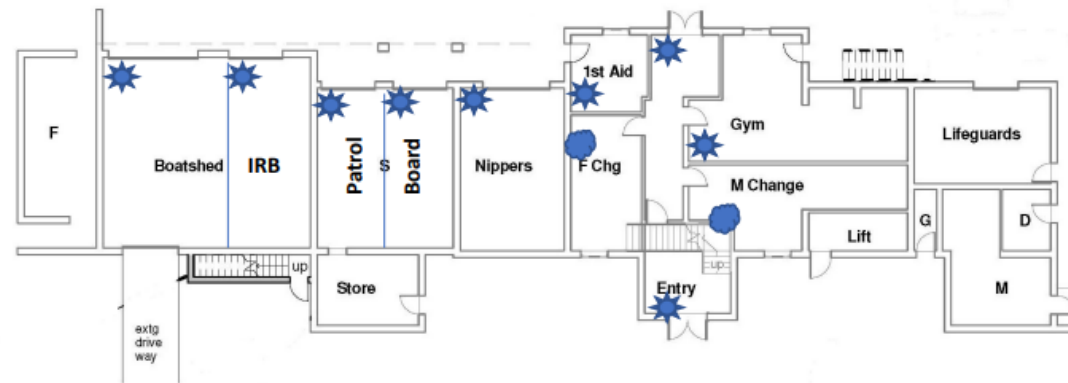 1st Aid
F
Gym
Lifeguards
Boatshed
IRB
Patrol
S
Board
Nippers
F Chg
M Change
G
D
Lift
up
up
Store
Entry
M
extg
drive
way